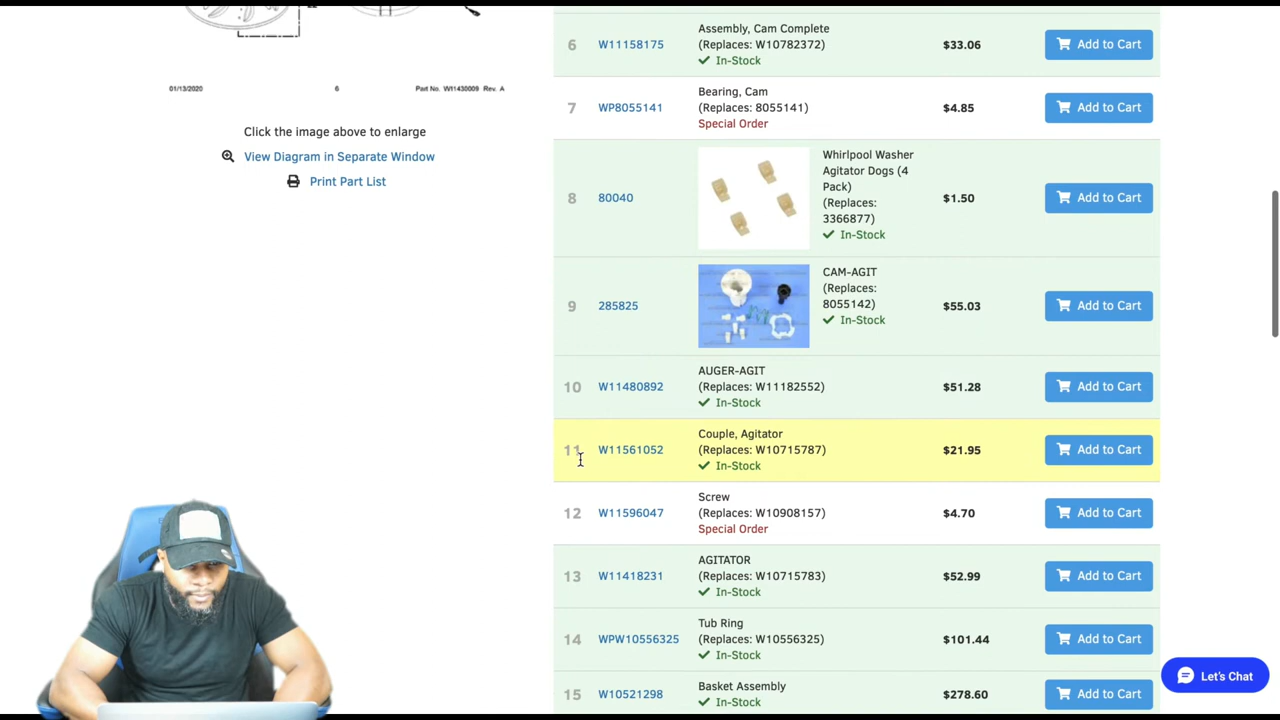 01/13/2020 6 Part No. W11430009 Rev. A
Click the image above to enlarge
View Diagram in Separate Window
Print Part List
6 W11158175 Assembly, Cam Complete
(Replaces: W10782372)
In-Stock
$33.06 Add to Cart
7 WP8055141 Bearing, Cam
(Replaces: 8055141)
Special Order
$4.85 Add to Cart
8 80040 Whirlpool Washer
Agitator Dogs (4
Pack)
(Replaces:
3366877)
In-Stock
$1.50 Add to Cart
9 285825 CAM-AGIT
(Replaces:
8055142)
In-Stock
$55.03 Add to Cart
10 W11480892 AUGER-AGIT
(Replaces: W11182552)
In-Stock
$51.28 Add to Cart
11 W11561052 Couple, Agitator
(Replaces: W10715787)
In-Stock
$21.95 Add to Cart
12 W11596047 Screw
(Replaces: W10908157)
Special Order
$4.70 Add to Cart
13 W11418231 AGITATOR
(Replaces: W10715783)
In-Stock
$52.99 Add to Cart
14 WPW10556325 Tub Ring
(Replaces: W10556325)
In-Stock
$101.44 Add to Cart
15 W10521298 Basket Assembly
In-Stock
$278.60 Add to Cart
Let's Chat